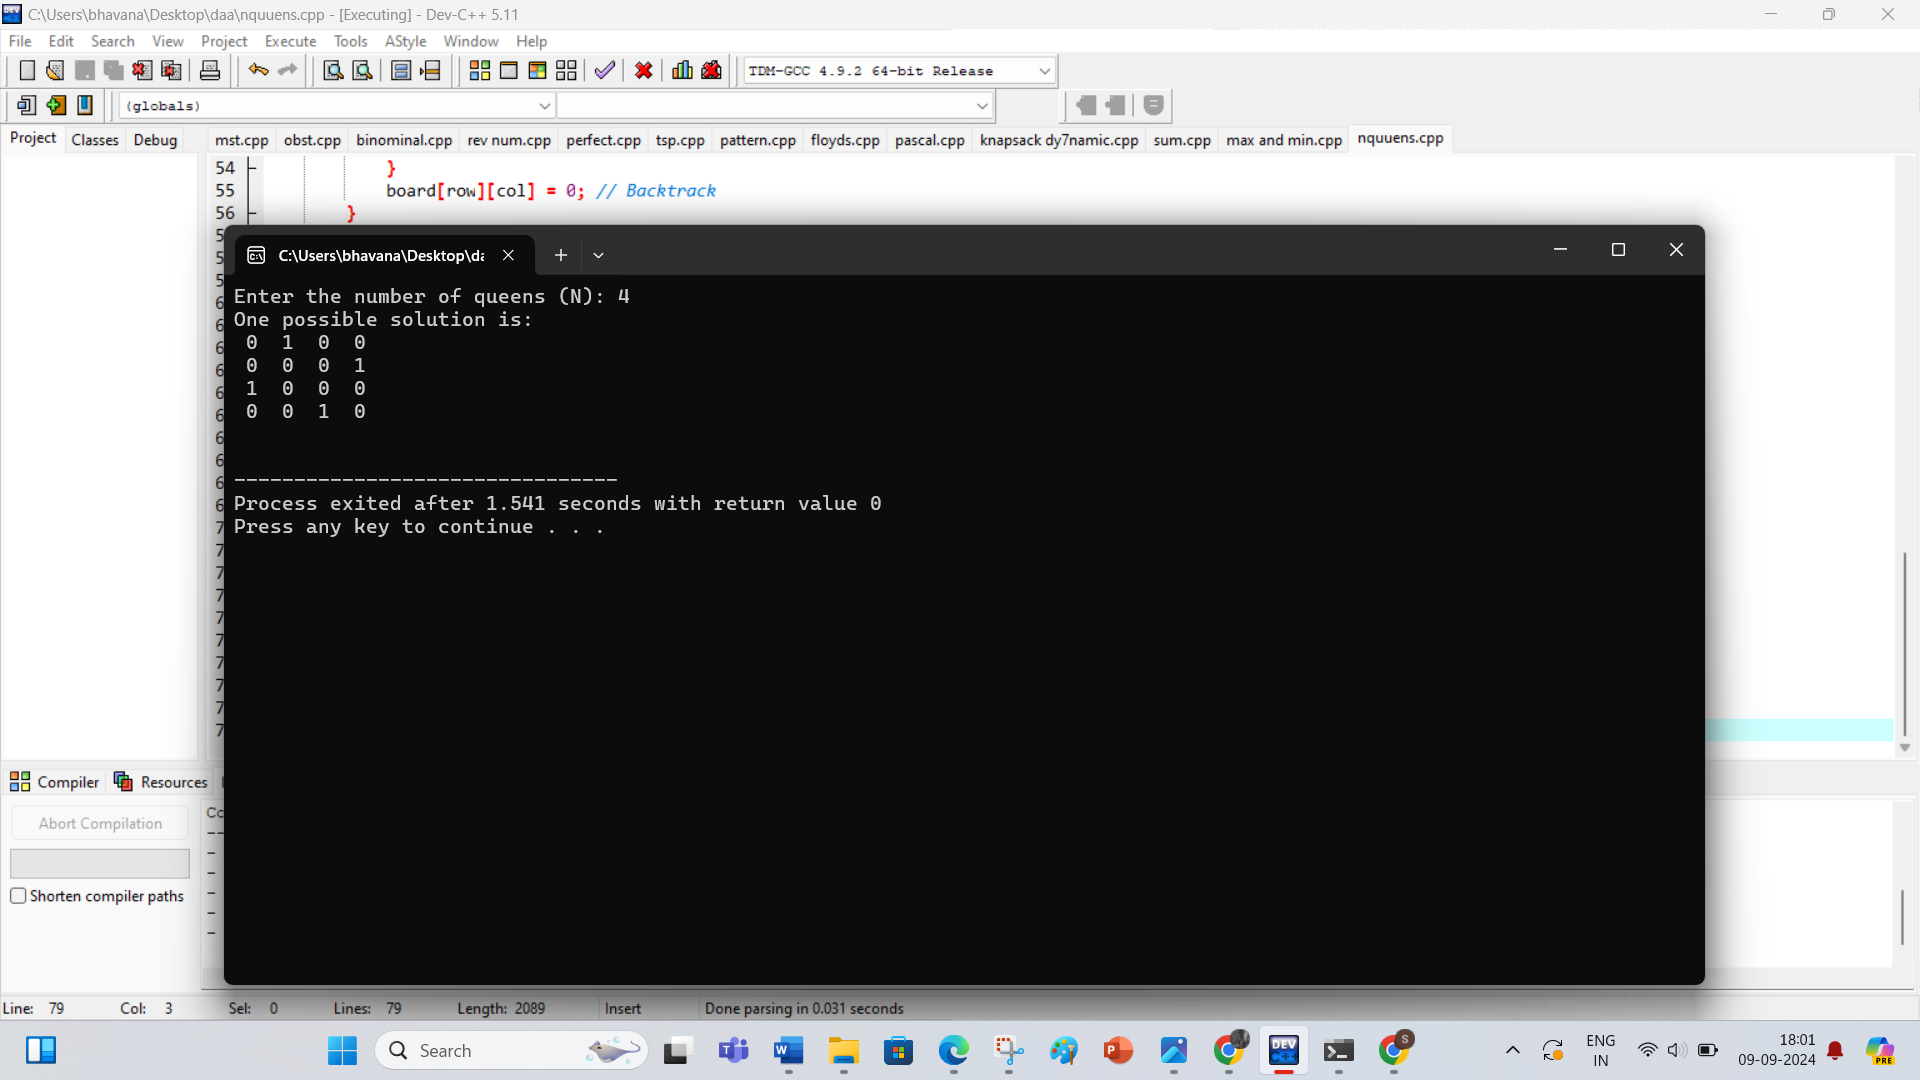 C:\Users\bhavana\Desktop\daa\nquuens.cpp - [Executing] - Dev-C++ 5.11
File Edit Search View Project Execute Tools AStyle Window Help
TDM-GCC 4.9.2 64-bit Release
(globals)
Project Classes Debug mst.cpp obst.cpp binominal.cpp rev num.cpp perfect.cpp tsp.cpp pattern.cpp floyds.cpp pascal.cpp knapsack dy7namic.cpp sum.cpp max and min.cpp nquuens.cpp
54 }
55 board[row][col] = 0; // Backtrack
56 }
C:\Users\bhavana\Desktop\da
Enter the number of queens (N): 4
One possible solution is:
0 1 0 0
0 0 0 1
1 0 0 0
0 0 1 0
--------------------------------
Process exited after 1.541 seconds with return value 0
Press any key to continue . . .
Compiler Resources
Abort Compilation
Shorten compiler paths
Line: 79 Col: 3 Sel: 0 Lines: 79 Length: 2089 Insert Done parsing in 0.031 seconds
Search
ENG
IN
18:01
09-09-2024
PRE